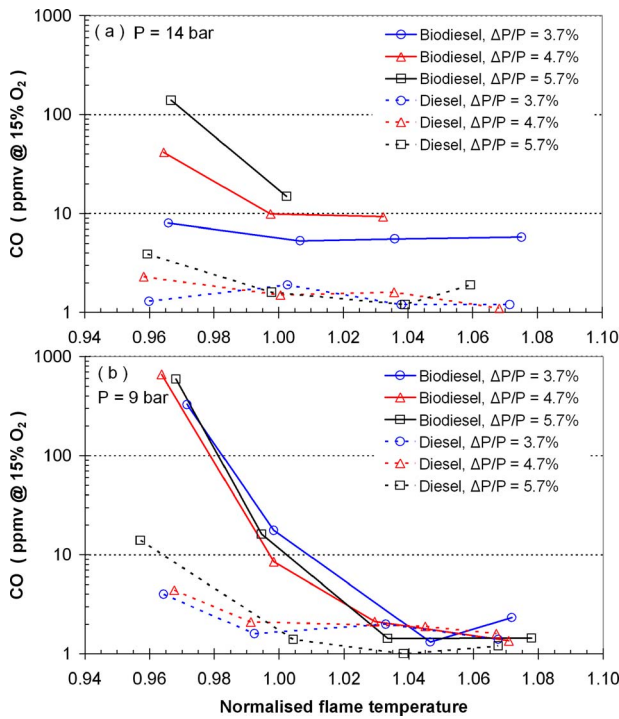 ( a )
P = 14 bar
Biodiesel, ΔP/P = 3.7%
Biodiesel, ΔP/P = 4.7%
Biodiesel, ΔP/P = 5.7%
Diesel, ΔP/P = 3.7%
Diesel, ΔP/P = 4.7%
Diesel, ΔP/P = 5.7%
1000
100
10
1
CO ( ppmv @ 15% O₂ )
0.94 0.96 0.98 1.00 1.02 1.04 1.06 1.08 1.10
( b )
P = 9 bar
Biodiesel, ΔP/P = 3.7%
Biodiesel, ΔP/P = 4.7%
Biodiesel, ΔP/P = 5.7%
Diesel, ΔP/P = 3.7%
Diesel, ΔP/P = 4.7%
Diesel, ΔP/P = 5.7%
1000
100
10
1
CO ( ppmv @ 15% O₂ )
0.94 0.96 0.98 1.00 1.02 1.04 1.06 1.08 1.10
Normalised flame temperature